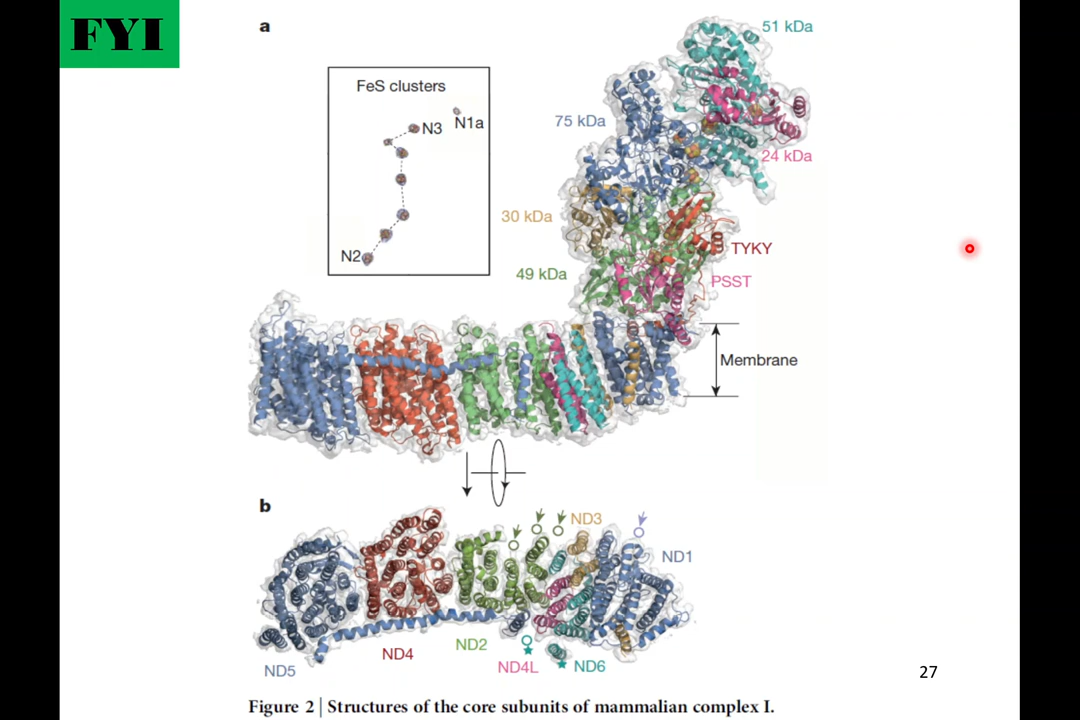 FYI
a
51 kDa
FeS clusters
N3
N1a
75 kDa
24 kDa
30 kDa
N2
TYKY
49 kDa
PSST
Membrane
b
ND3
ND1
ND2
ND4
ND5
ND4L
ND6
27
Figure 2 | Structures of the core subunits of mammalian complex I.